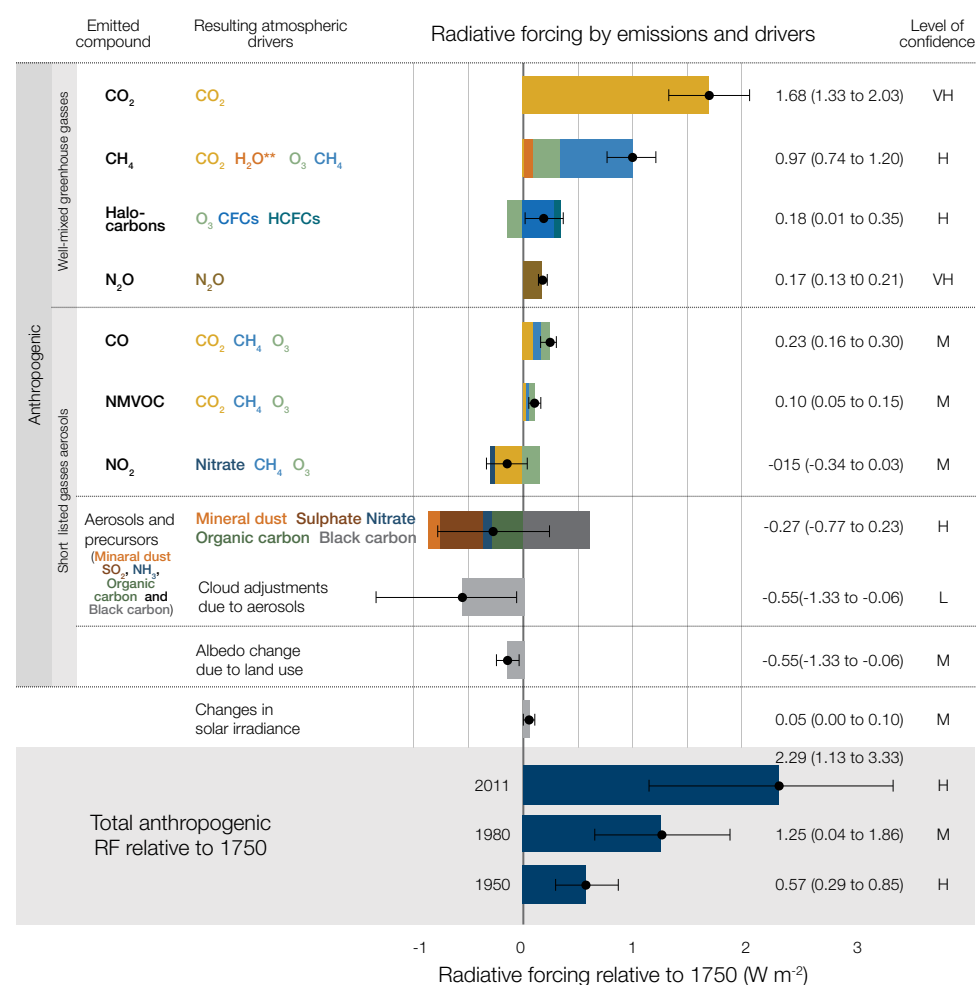 Emitted compound
Resulting atmospheric drivers
Radiative forcing by emissions and drivers
Level of confidence
Anthropogenic
Well-mixed greenhouse gasses
CO₂
CO₂
1.68 (1.33 to 2.03)
VH
CH₄
CO₂ H₂O** O₃ CH₄
0.97 (0.74 to 1.20)
H
Halo-
carbons
O₃ CFCs HCFCs
0.18 (0.01 to 0.35)
H
N₂O
N₂O
0.17 (0.13 to 0.21)
VH
Short listed gasses aerosols
CO
CO₂ CH₄ O₃
0.23 (0.16 to 0.30)
M
NMVOC
CO₂ CH₄ O₃
0.10 (0.05 to 0.15)
M
NO₂
Nitrate CH₄ O₃
-015 (-0.34 to 0.03)
M
Aerosols and
precursors
(Minaral dust
SO₂, NH₃,
Organic
carbon and
Black carbon)
Mineral dust Sulphate Nitrate
Organic carbon Black carbon
-0.27 (-0.77 to 0.23)
H
Cloud adjustments
due to aerosols
-0.55(-1.33 to -0.06)
L
Albedo change
due to land use
-0.55(-1.33 to -0.06)
M
Changes in
solar irradiance
0.05 (0.00 to 0.10)
M
Total anthropogenic
RF relative to 1750
2011
2.29 (1.13 to 3.33)
H
1980
1.25 (0.04 to 1.86)
M
1950
0.57 (0.29 to 0.85)
H
-1 0 1 2 3
Radiative forcing relative to 1750 (W m⁻²)